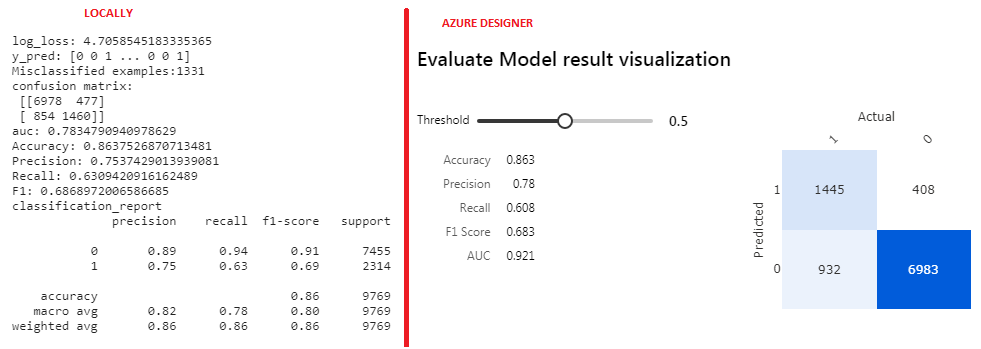 LOCALLY
log_loss: 4.7058545183335365
y_pred: [0 0 1 ... 0 0 1]
Misclassified examples:1331
confusion matrix:
[[6978 477]
[ 854 1460]]
auc: 0.7834790940978629
Accuracy: 0.8637526870713481
Precision: 0.7537429013939081
Recall: 0.6309420916162489
F1: 0.6868972006586685
classification_report
precision recall f1-score support
0 0.89 0.94 0.91 7455
1 0.75 0.63 0.69 2314
accuracy 0.86 9769
macro avg 0.82 0.78 0.80 9769
weighted avg 0.86 0.86 0.86 9769
AZURE DESIGNER
Evaluate Model result visualization
Threshold 0.5
Accuracy 0.863
Precision 0.78
Recall 0.608
F1 Score 0.683
AUC 0.921
Actual
1 0
Predicted
1 1445 408
0 932 6983